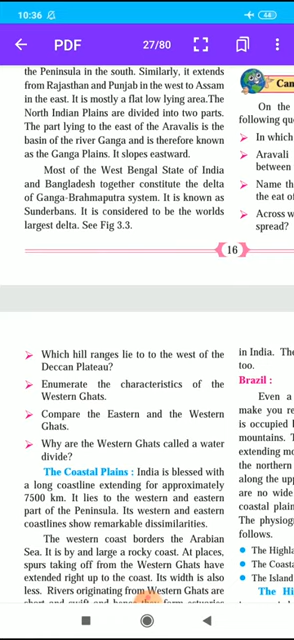 10:36
44
PDF
27/80
the Peninsula in the south. Similarly, it extends
from Rajasthan and Punjab in the west to Assam
in the east. It is mostly a flat low lying area.The
North Indian Plains are divided into two parts.
The part lying to the east of the Aravalis is the
basin of the river Ganga and is therefore known
as the Ganga Plains. It slopes eastward.
Most of the West Bengal State of India
and Bangladesh together constitute the delta
of Ganga-Brahmaputra system. It is known as
Sunderbans. It is considered to be the worlds
largest delta. See Fig 3.3.
16
Can
On the
following qu
➢ In which
➢ Aravali
between
➢ Name th
the eat o
➢ Across w
spread?
➢ Which hill ranges lie to to the west of the
Deccan Plateau?
➢ Enumerate the characteristics of the
Western Ghats.
➢ Compare the Eastern and the Western
Ghats.
➢ Why are the Western Ghats called a water
divide?
The Coastal Plains : India is blessed with
a long coastline extending for approximately
7500 km. It lies to the western and eastern
part of the Peninsula. Its western and eastern
coastlines show remarkable dissimilarities.
The western coast borders the Arabian
Sea. It is by and large a rocky coast. At places,
spurs taking off from the Western Ghats have
extended right up to the coast. Its width is also
less. Rivers originating from Western Ghats are
short and swift and hence they form estuaries
in India. The
too.
Brazil :
Even a
make you re
is occupied
mountains.
extending mo
the northern
along the up
are no wide
coastal plain
The physiog
follows.
• The Highla
• The Coasta
• The Island
The Hi